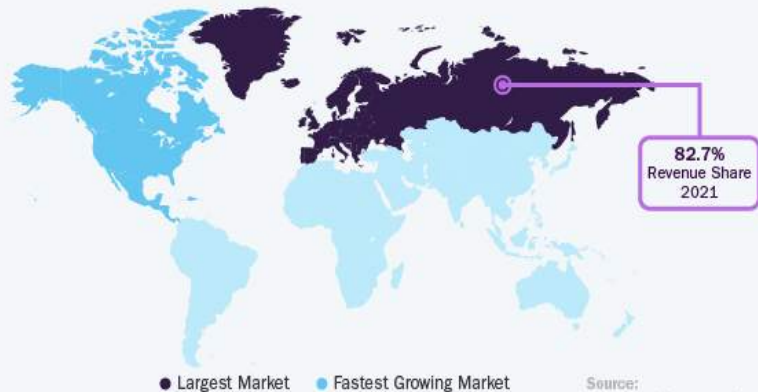 82.7%
Revenue Share
2021
Largest Market
Fastest Growing Market
Source: